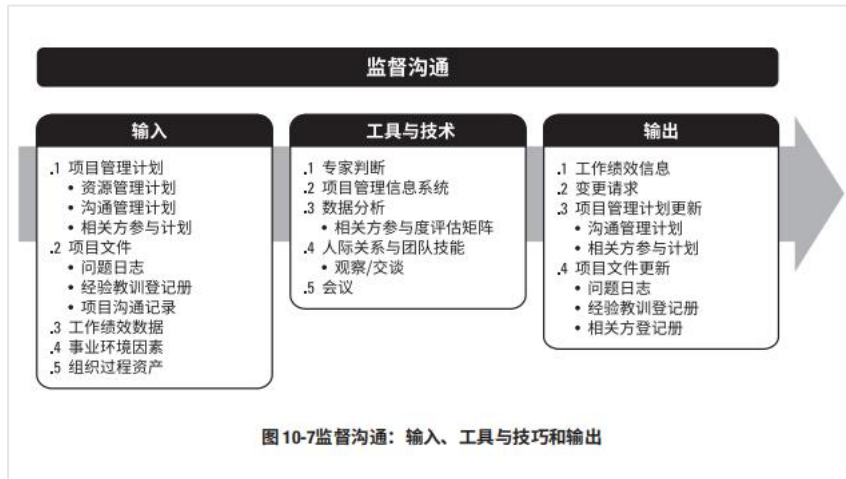 监督沟通
输入
.1 项目管理计划
• 资源管理计划
• 沟通管理计划
• 相关方参与计划
.2 项目文件
• 问题日志
• 经验教训登记册
• 项目沟通记录
.3 工作绩效数据
.4 事业环境因素
.5 组织过程资产
工具与技术
.1 专家判断
.2 项目管理信息系统
.3 数据分析
• 相关方参与度评估矩阵
.4 人际关系与团队技能
• 观察/交谈
.5 会议
输出
.1 工作绩效信息
.2 变更请求
.3 项目管理计划更新
• 沟通管理计划
• 相关方参与计划
.4 项目文件更新
• 问题日志
• 经验教训登记册
• 相关方登记册
图10-7监督沟通：输入、工具与技巧和输出